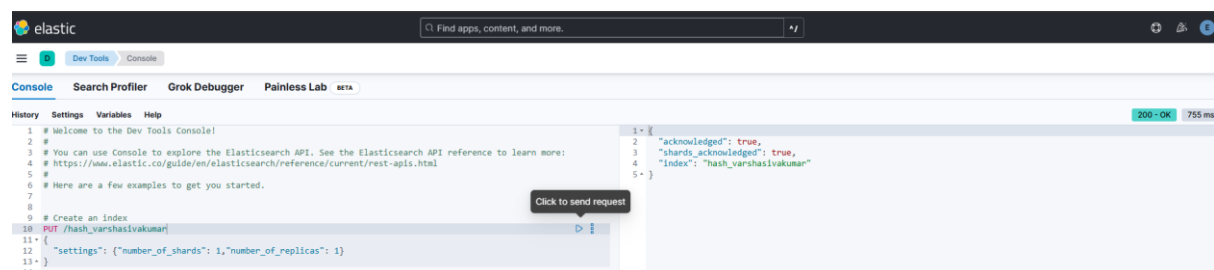 elastic
Find apps, content, and more.
^/
E
D
Dev Tools
Console
Console
Search Profiler
Grok Debugger
Painless Lab
BETA
History
Settings
Variables
Help
200 - OK
755 ms
1 # Welcome to the Dev Tools Console!
2 #
3 # You can use Console to explore the Elasticsearch API. See the Elasticsearch API reference to learn more:
4 # https://www.elastic.co/guide/en/elasticsearch/reference/current/rest-apis.html
5 #
6 # Here are a few examples to get you started.
7
8
9 # Create an index
10 PUT /hash_varshasivakumar
11 {
12 "settings": {"number_of_shards": 1,"number_of_replicas": 1}
13 }
Click to send request
1 {
2 "acknowledged": true,
3 "shards_acknowledged": true,
4 "index": "hash_varshasivakumar"
5 }